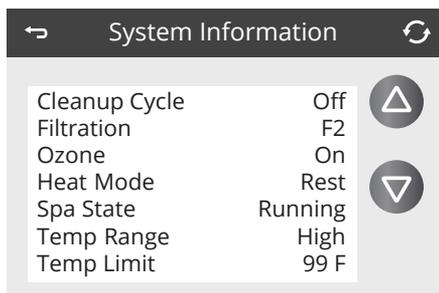 System Information
Cleanup Cycle Off
Filtration F2
Ozone On
Heat Mode Rest
Spa State Running
Temp Range High
Temp Limit 99 F